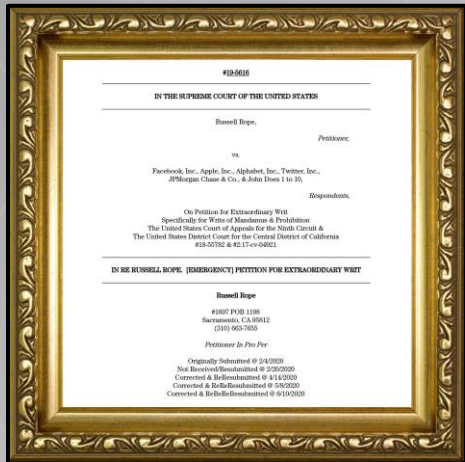 #19-5616
IN THE SUPREME COURT OF THE UNITED STATES
Russell Rope,
Petitioner,
vs.
Facebook, Inc., Apple, Inc., Alphabet, Inc., Twitter, Inc.,
JPMorgan Chase & Co., & John Does 1 to 10,
Respondents,
On Petition for Extraordinary Writ
Specifically for Writs of Mandamus & Prohibition
The United States Court of Appeals for the Ninth Circuit &
The United States District Court for the Central District of California
#18-55782 & #2:17-cv-04921
IN RE RUSSELL ROPE. [EMERGENCY] PETITION FOR EXTRAORDINARY WRIT
Russell Rope
#1607 POB 1198
Sacramento, CA 95812
(310) 663-7655
Petitioner In Pro Per
Originally Submitted @ 2/4/2020
Not Received/Resubmitted @ 2/20/2020
Corrected & ReReSubmitted @ 4/14/2020
Corrected & ReReResubmitted @ 5/8/2020
Corrected & ReReReResubmitted @ 6/10/2020